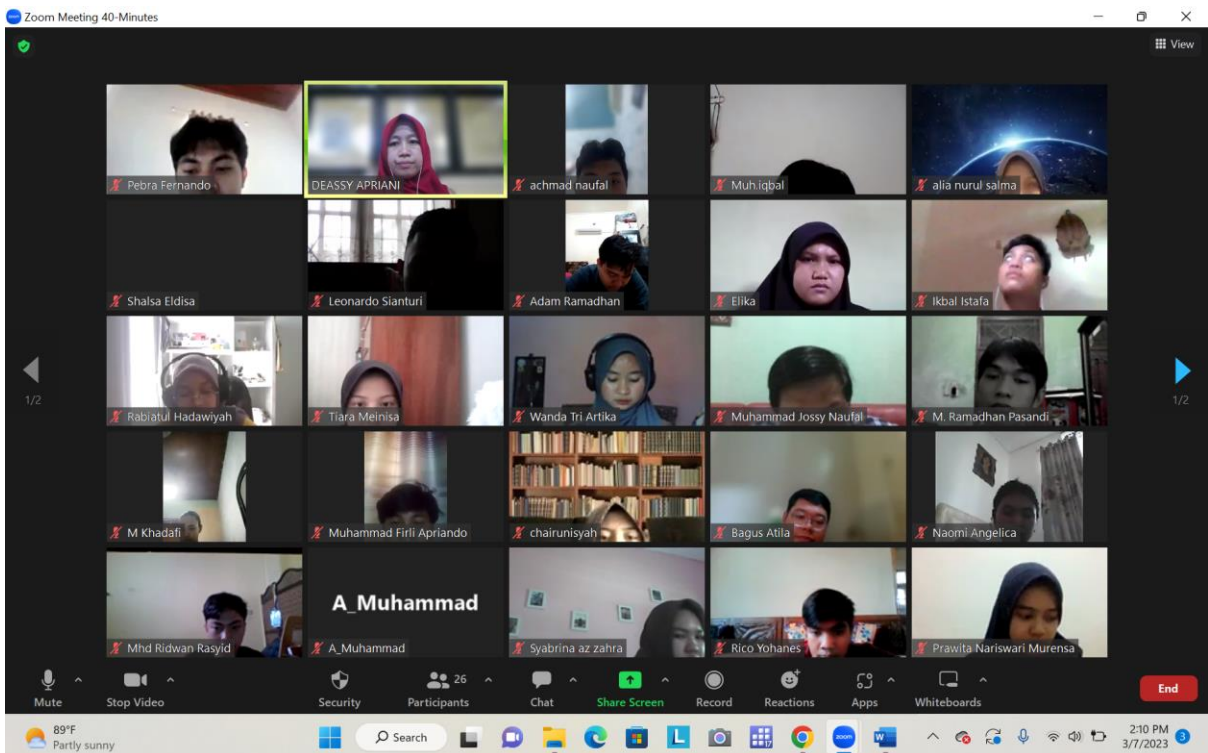 Zoom Meeting 40-Minutes
View
Pebra Fernando
DEASSY APRIANI
achmad naufal
Muh.iqbal
alia nurul salma
Shalsa Eldisa
Leonardo Sianturi
Adam Ramadhan
Elika
Ikbal Istafa
Rabiatul Hadawiyah
Tiara Meinisa
Wanda Tri Artika
Muhammad Jossy Naufal
M. Ramadhan Pasandi
1/2
1/2
M Khadafi
Muhammad Firli Apriando
chairunisyah
Bagus Atila
Naomi Angelica
A_Muhammad
Mhd Ridwan Rasyid
A_Muhammad
Syabrina az zahra
Rico Yohanes
Prawita Nariswari Murensa
Mute
Stop Video
Security
26
Participants
Chat
Share Screen
Record
Reactions
Apps
Whiteboards
End
89°F
Partly sunny
Search
2:10 PM
3/7/2023
3